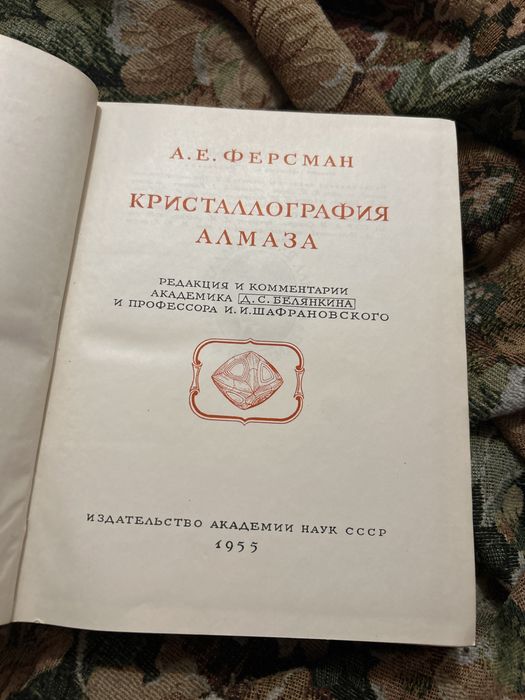 А. Е. ФЕРСМАН
КРИСТАЛЛОГРАФИЯ
АЛМАЗА
РЕДАКЦИЯ И КОММЕНТАРИИ
АКАДЕМИКА Д. С. БЕЛЯНКИНА
И ПРОФЕССОРА И. И. ШАФРАНОВСКОГО
ИЗДАТЕЛЬСТВО АКАДЕМИИ НАУК СССР
1955